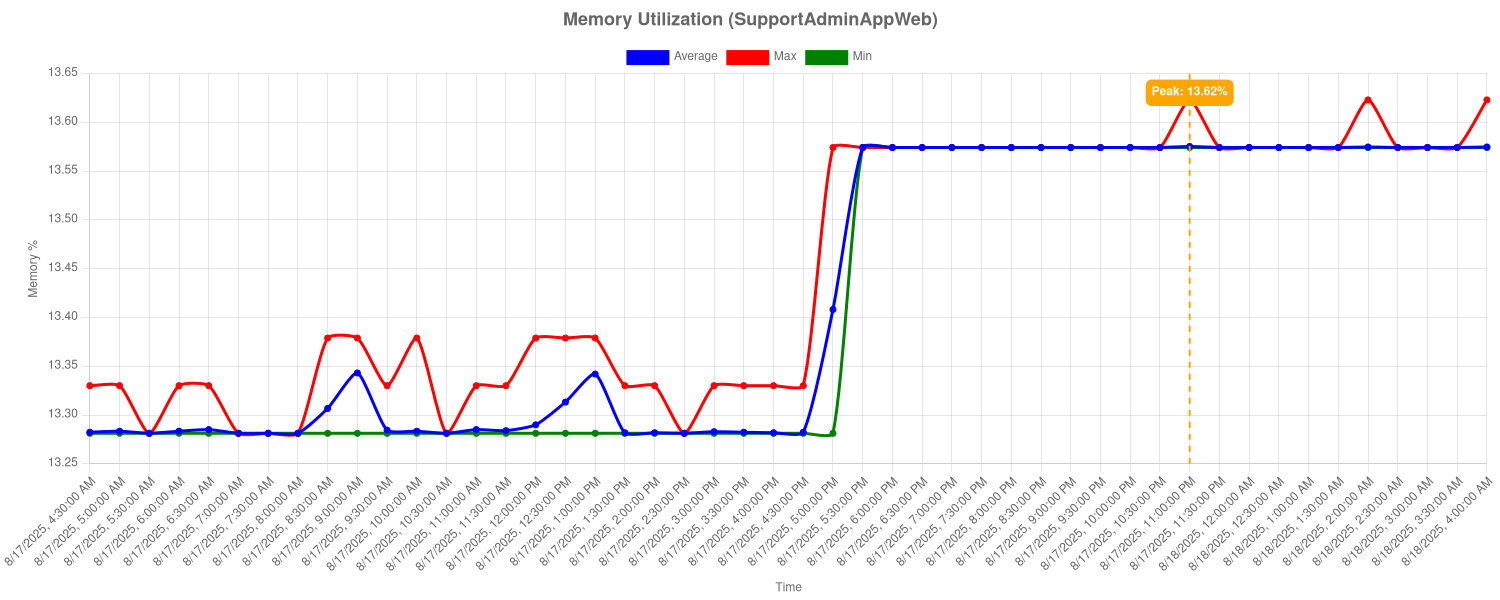 Memory Utilization (SupportAdminAppWeb)
Average Max Min
Peak: 13.62%
13.65
13.60
13.55
13.50
13.45
13.40
13.35
13.30
13.25
Memory %
8/17/2025, 4:30:00 AM
8/17/2025, 5:00:00 AM
8/17/2025, 5:30:00 AM
8/17/2025, 6:00:00 AM
8/17/2025, 6:30:00 AM
8/17/2025, 7:00:00 AM
8/17/2025, 7:30:00 AM
8/17/2025, 8:00:00 AM
8/17/2025, 8:30:00 AM
8/17/2025, 9:00:00 AM
8/17/2025, 9:30:00 AM
8/17/2025, 10:00:00 AM
8/17/2025, 10:30:00 AM
8/17/2025, 11:00:00 AM
8/17/2025, 11:30:00 AM
8/17/2025, 12:00:00 PM
8/17/2025, 12:30:00 PM
8/17/2025, 1:00:00 PM
8/17/2025, 1:30:00 PM
8/17/2025, 2:00:00 PM
8/17/2025, 2:30:00 PM
8/17/2025, 3:00:00 PM
8/17/2025, 3:30:00 PM
8/17/2025, 4:00:00 PM
8/17/2025, 4:30:00 PM
8/17/2025, 5:00:00 PM
8/17/2025, 5:30:00 PM
8/17/2025, 6:00:00 PM
8/17/2025, 6:30:00 PM
8/17/2025, 7:00:00 PM
8/17/2025, 7:30:00 PM
8/17/2025, 8:00:00 PM
8/17/2025, 8:30:00 PM
8/17/2025, 9:00:00 PM
8/17/2025, 9:30:00 PM
8/17/2025, 10:00:00 PM
8/17/2025, 10:30:00 PM
8/17/2025, 11:00:00 PM
8/17/2025, 11:30:00 PM
8/18/2025, 12:00:00 AM
8/18/2025, 12:30:00 AM
8/18/2025, 1:00:00 AM
8/18/2025, 1:30:00 AM
8/18/2025, 2:00:00 AM
8/18/2025, 2:30:00 AM
8/18/2025, 3:00:00 AM
8/18/2025, 3:30:00 AM
8/18/2025, 4:00:00 AM
Time